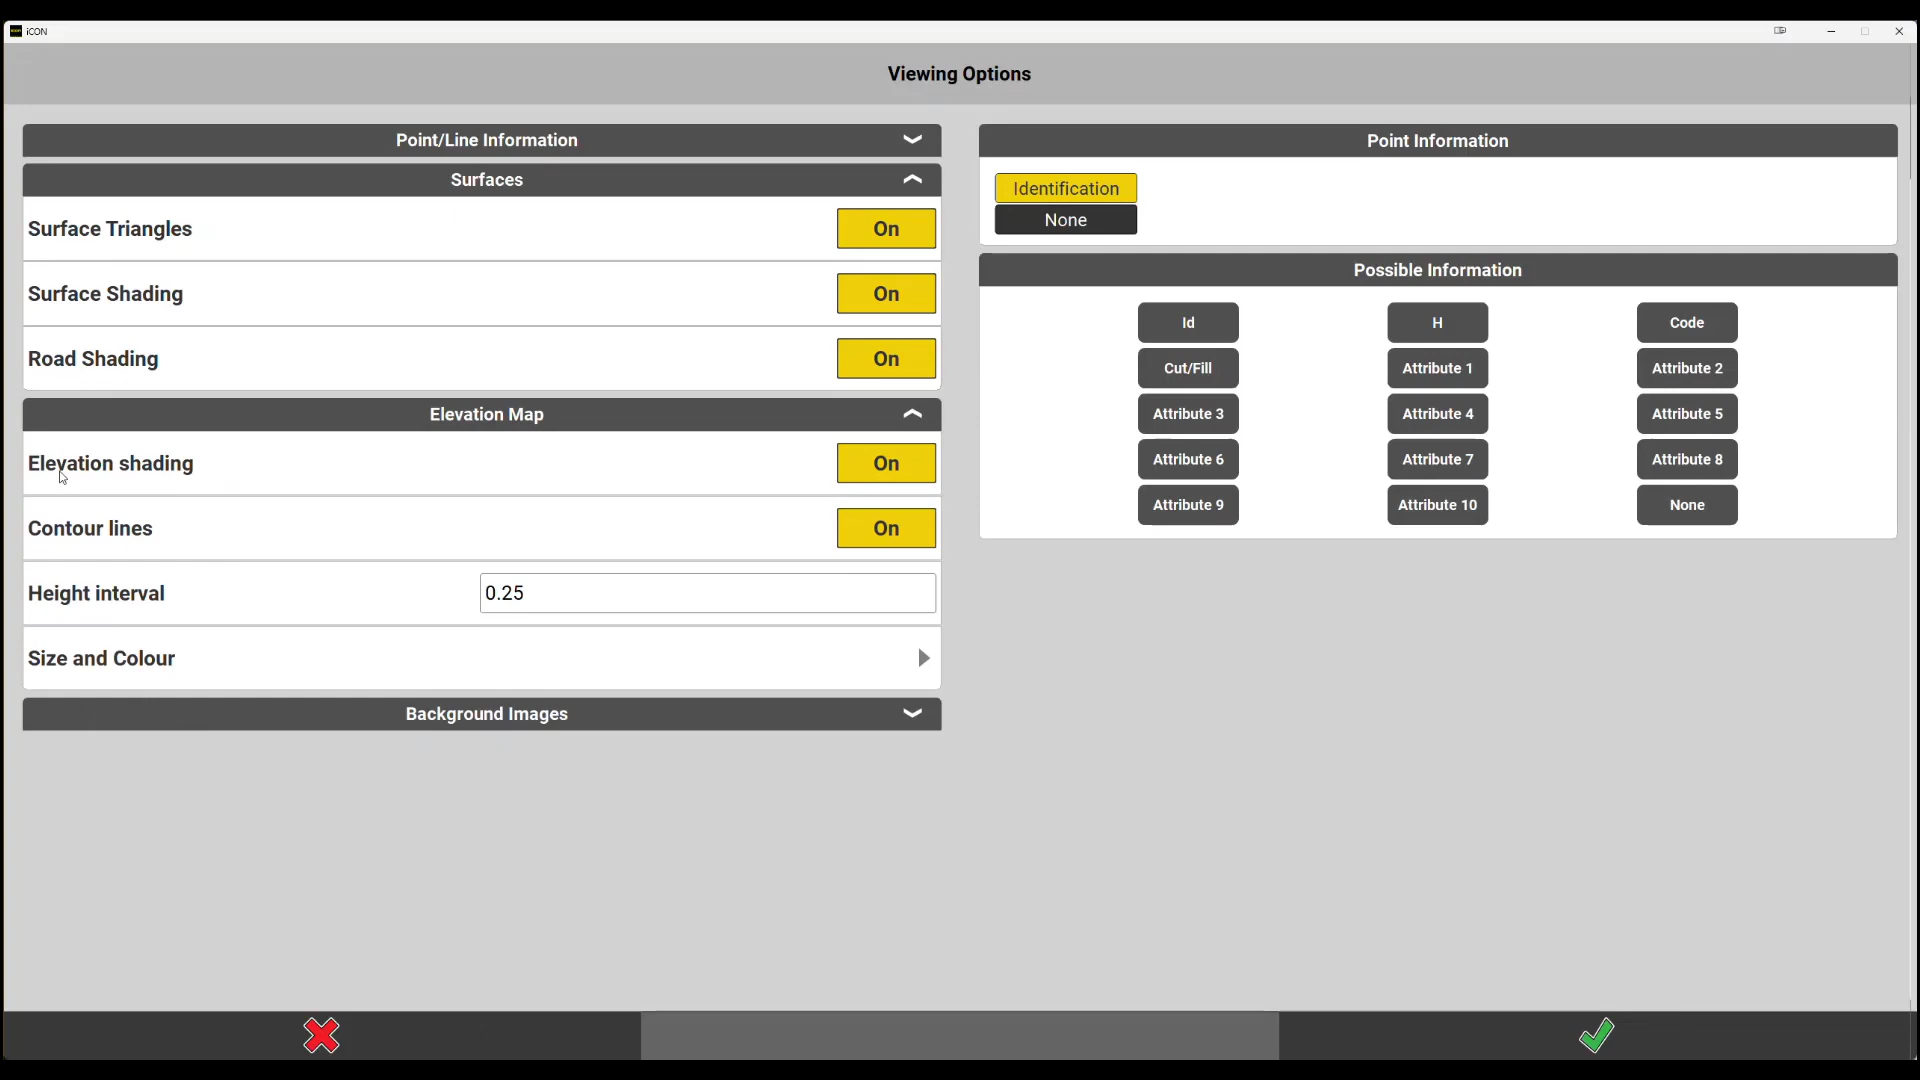 iCON
Viewing Options
Point/Line Information
Surfaces
Surface Triangles
On
Surface Shading
On
Road Shading
On
Elevation Map
Elevation shading
On
Contour lines
On
Height interval
0.25
Size and Colour
Background Images
Point Information
Identification
None
Possible Information
Id
H
Code
Cut/Fill
Attribute 1
Attribute 2
Attribute 3
Attribute 4
Attribute 5
Attribute 6
Attribute 7
Attribute 8
Attribute 9
Attribute 10
None